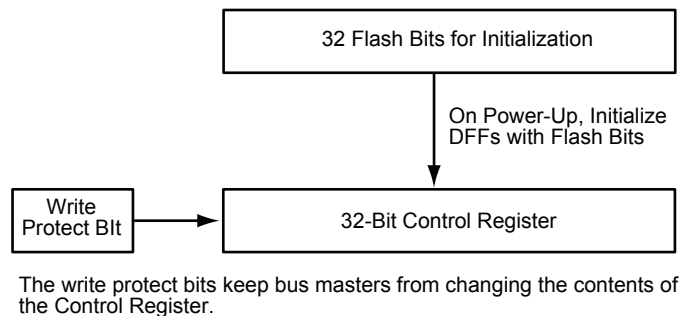 32 Flash Bits for Initialization
On Power-Up, Initialize
DFFs with Flash Bits
Write
Protect BIt
32-Bit Control Register
The write protect bits keep bus masters from changing the contents of
the Control Register.